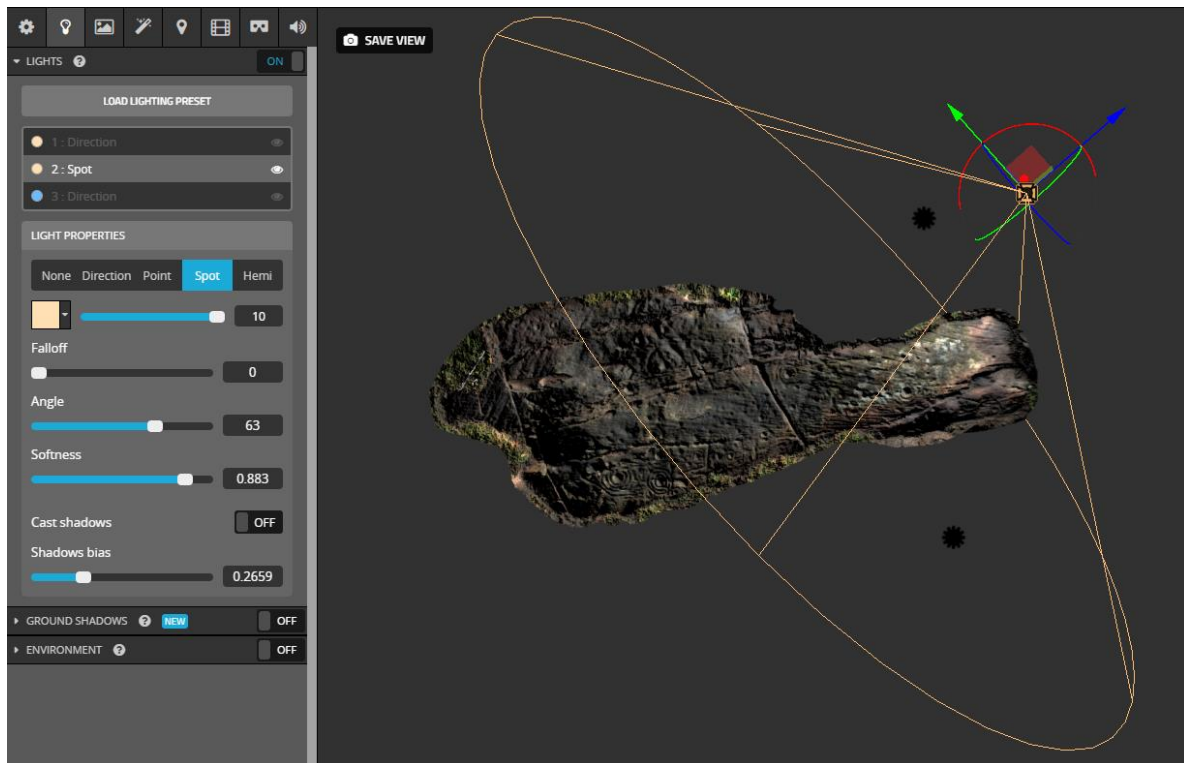 SAVE VIEW
LIGHTS ? ON
LOAD LIGHTING PRESET
1 : Direction
2 : Spot
3 : Direction
LIGHT PROPERTIES
None Direction Point Spot Hemi
10
Falloff
0
Angle
63
Softness
0.883
Cast shadows OFF
Shadows bias
0.2659
GROUND SHADOWS ? NEW OFF
ENVIRONMENT ? OFF